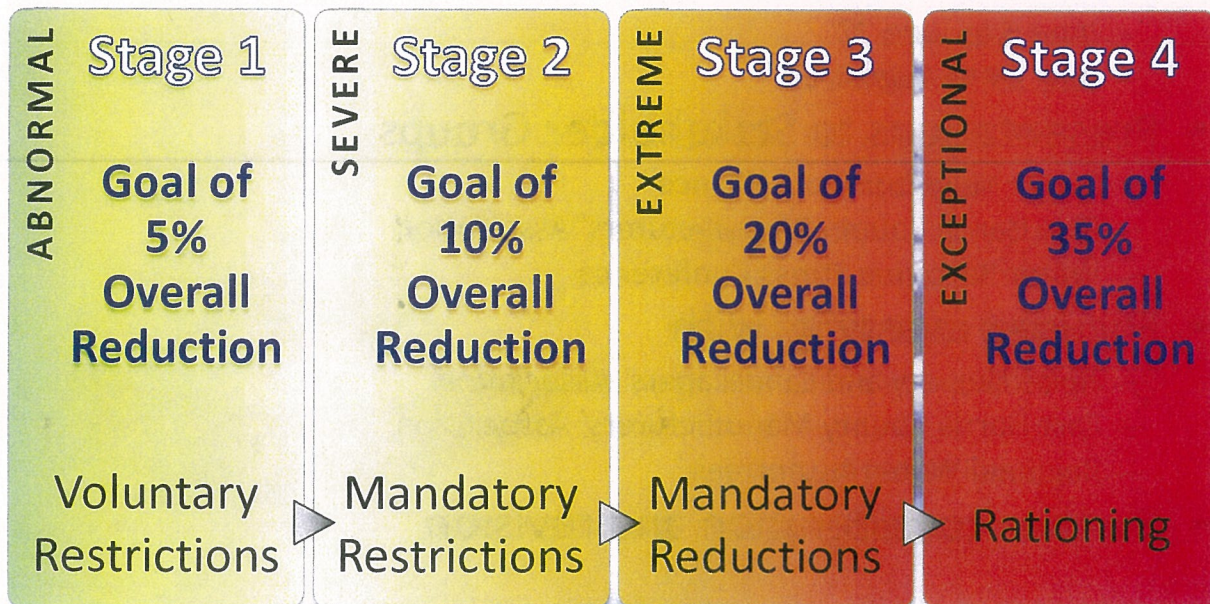 ABNORMAL
Stage 1
Goal of
5%
Overall
Reduction
Voluntary
Restrictions
SEVERE
Stage 2
Goal of
10%
Overall
Reduction
Mandatory
Restrictions
EXTREME
Stage 3
Goal of
20%
Overall
Reduction
Mandatory
Reductions
EXCEPTIONAL
Stage 4
Goal of
35%
Overall
Reduction
Rationing